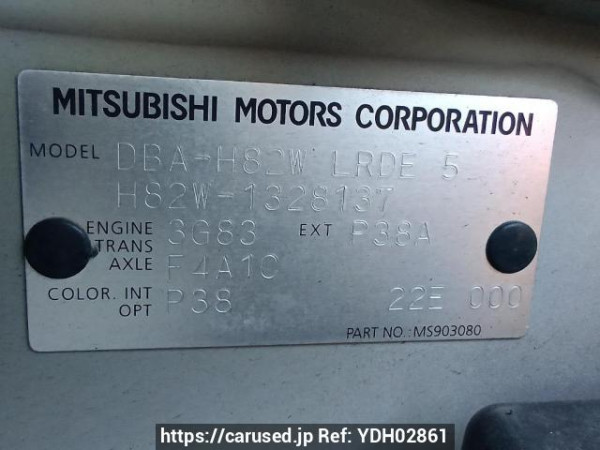 MITSUBISHI MOTORS CORPORATION
MODEL DBA-H82W LRDE 5
H82W-1328137
ENGINE 3G83 EXT P38A
TRANS
AXLE F4A1C
COLOR. INT P38 22E 000
OPT
PART NO.: MS903080
https://carused.jp Ref: YDH02861